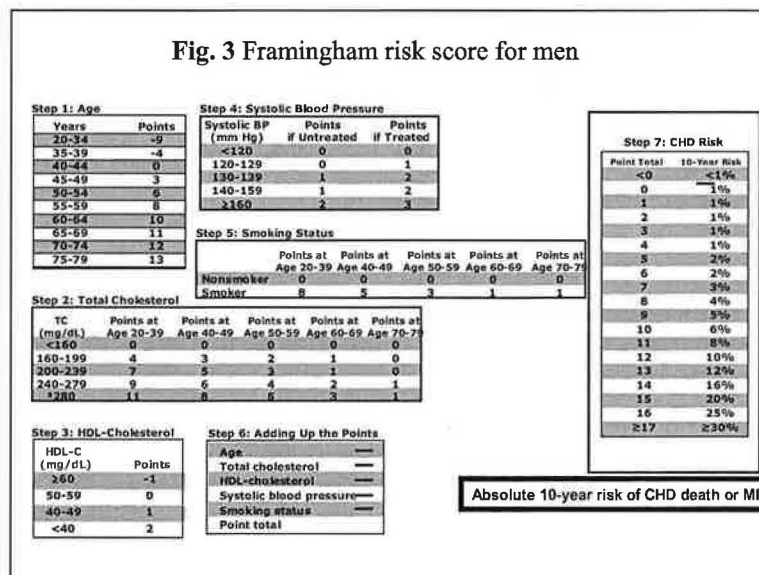 Fig. 3 Framingham risk score for men
Step 1: Age
Years Points
20-34 -9
35-39 -4
40-44 0
45-49 3
50-54 6
55-59 8
60-64 10
65-69 11
70-74 12
75-79 13
Step 4: Systolic Blood Pressure
Systolic BP Points Points
(mm Hg) if Untreated if Treated
<120 0 0
120-129 0 1
130-139 1 2
140-159 1 2
≥160 2 3
Step 5: Smoking Status
Points at Points at Points at Points at Points at
Age 20-39 Age 40-49 Age 50-59 Age 60-69 Age 70-79
Nonsmoker 0 0 0 0 0
Smoker 8 5 3 1 1
Step 2: Total Cholesterol
TC Points at Points at Points at Points at Points at
(mg/dL) Age 20-39 Age 40-49 Age 50-59 Age 60-69 Age 70-79
<160 0 0 0 0 0
160-199 4 3 2 1 0
200-239 7 5 3 1 0
240-279 9 6 4 2 1
*280 11 8 5 3 1
Step 3: HDL-Cholesterol
HDL-C
(mg/dL) Points
≥60 -1
50-59 0
40-49 1
<40 2
Step 6: Adding Up the Points
Age
Total cholesterol
HDL-cholesterol
Systolic blood pressure
Smoking status
Point total
Step 7: CHD Risk
Point Total 10-Year Risk
<0 <1%
0 1%
1 1%
2 1%
3 1%
4 1%
5 2%
6 2%
7 3%
8 4%
9 5%
10 6%
11 8%
12 10%
13 12%
14 16%
15 20%
16 25%
≥17 ≥30%
Absolute 10-year risk of CHD death or MI